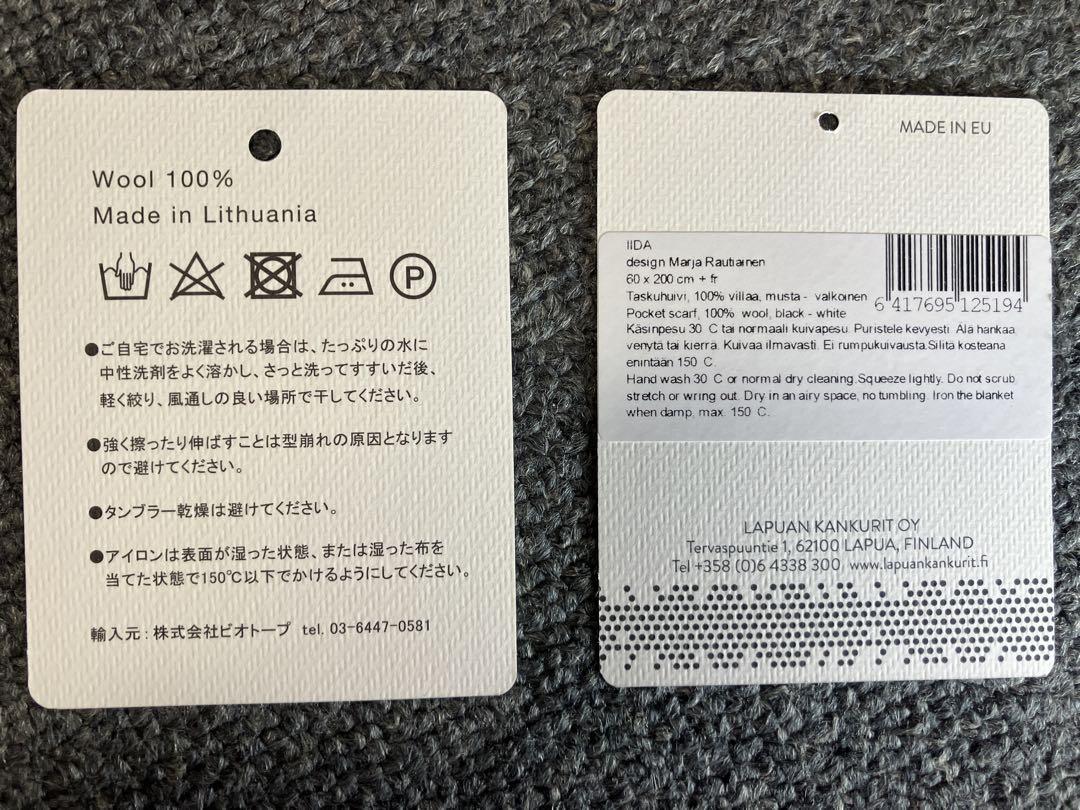 Wool 100%
Made in Lithuania
P
●ご自宅でお洗濯される場合は、たっぷりの水に
中性洗剤をよく溶かし、さっと洗ってすすいだ後、
軽く絞り、風通しの良い場所で干してください。
●強く擦ったり伸ばすことは型崩れの原因となります
ので避けてください。
●タンブラー乾燥は避けてください。
●アイロンは表面が湿った状態、または湿った布を
当てた状態で150℃以下でかけるようにしてください。
輸入元：株式会社ビオトープ tel. 03-6447-0581
MADE IN EU
IIDA
design Marja Rautiainen
60 x 200 cm + fr
Taskuhuivi, 100% villaa, musta - valkoinen
Pocket scarf, 100% wool, black - white
6 417695 125194
Käsinpesu 30 C tai normaali kuivapesu. Puristele kevyesti. Älä hankaa,
venytä tai kierrä. Kuivaa ilmavasti. Ei rumpukuivausta.Silitä kosteana
enintään 150 C.
Hand wash 30 C or normal dry cleaning.Squeeze lightly. Do not scrub,
stretch or wring out. Dry in an airy space, no tumbling. Iron the blanket
when damp, max. 150 C.
LAPUAN KANKURIT OY
Tervaspuuntie 1, 62100 LAPUA, FINLAND
Tel +358 (0)6 4338 300 www.lapuankankurit.fi